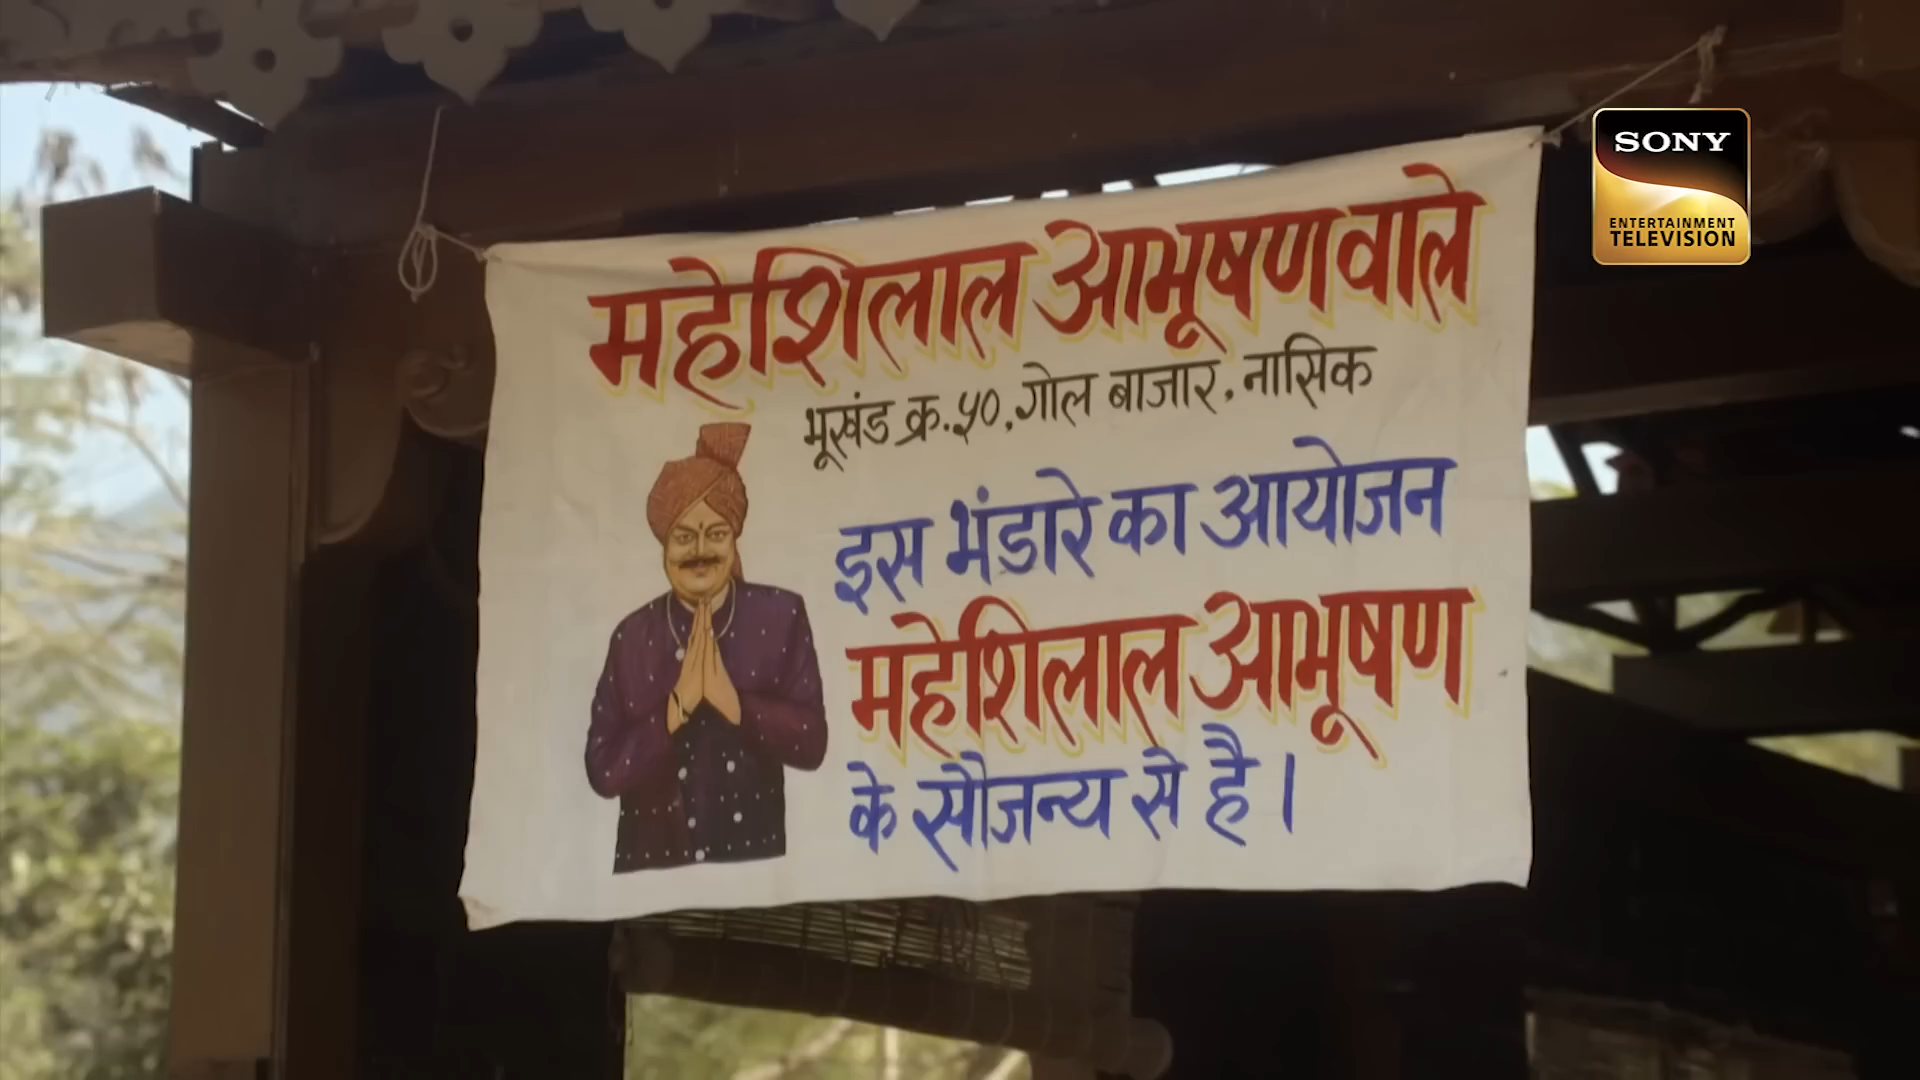 महेशिलाल आभूषणवाले
भूखंड क्र.५०, गोल बाजार, नासिक
इस भंडारे का आयोजन
महेशिलाल आभूषण
के सौजन्य से है।
SONY
ENTERTAINMENT
TELEVISION